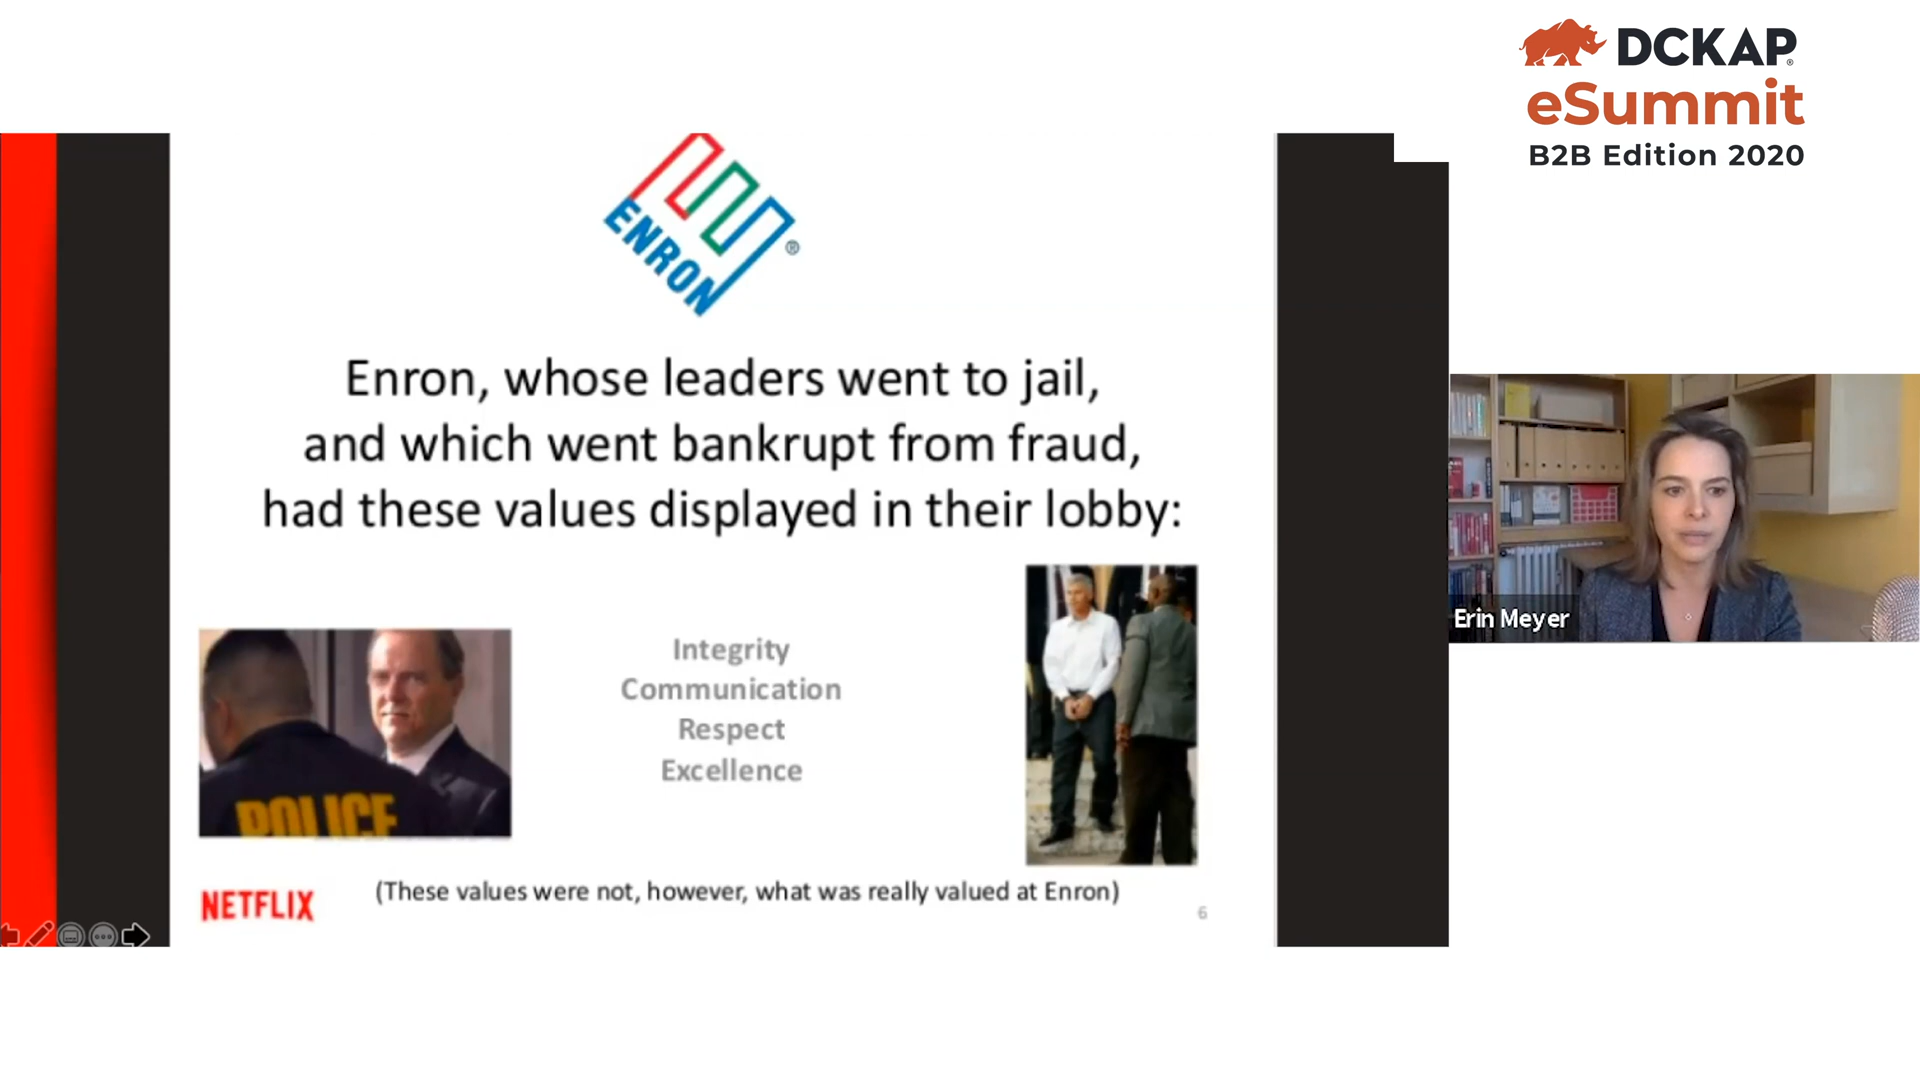 DCKAP®
eSummit
B2B Edition 2020
ENRON®
Enron, whose leaders went to jail,
and which went bankrupt from fraud,
had these values displayed in their lobby:
Integrity
Communication
Respect
Excellence
POLICE
(These values were not, however, what was really valued at Enron)
NETFLIX
6
Erin Meyer